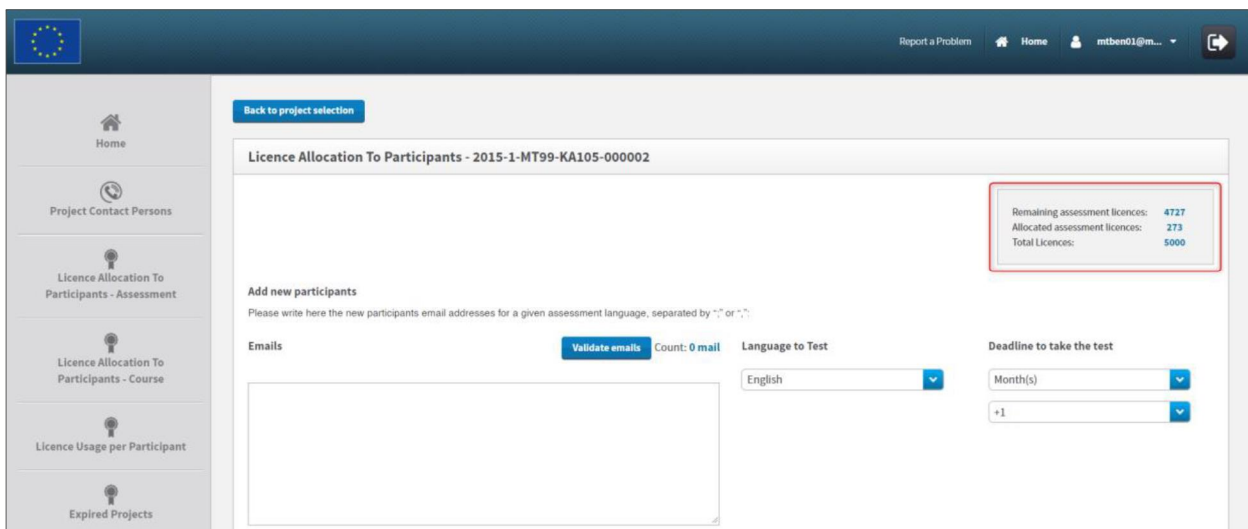 Report a Problem Home mtben01@m...
Home
Project Contact Persons
Licence Allocation To
Participants - Assessment
Licence Allocation To
Participants - Course
Licence Usage per Participant
Expired Projects
Back to project selection
Licence Allocation To Participants - 2015-1-MT99-KA105-000002
Remaining assessment licences: 4727
Allocated assessment licences: 273
Total Licences: 5000
Add new participants
Please write here the new participants email addresses for a given assessment language, separated by ";" or ",":
Emails Validate emails Count: 0 mail Language to Test Deadline to take the test
English Month(s)
+1